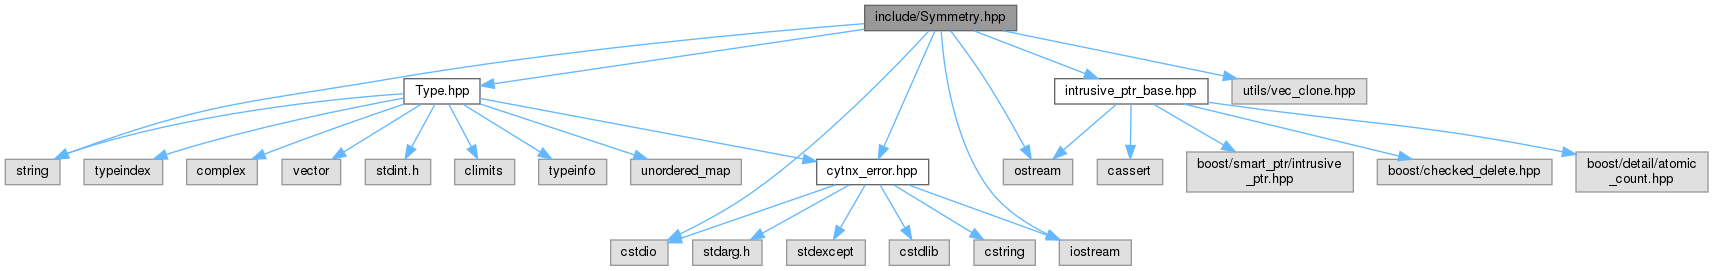 include/Symmetry.hpp
Type.hpp
intrusive_ptr_base.hpp
utils/vec_clone.hpp
string
typeindex
complex
vector
stdint.h
climits
typeinfo
unordered_map
cytnx_error.hpp
ostream
cassert
boost/smart_ptr/intrusive
_ptr.hpp
boost/checked_delete.hpp
boost/detail/atomic
_count.hpp
cstdio
stdarg.h
stdexcept
cstdlib
cstring
iostream